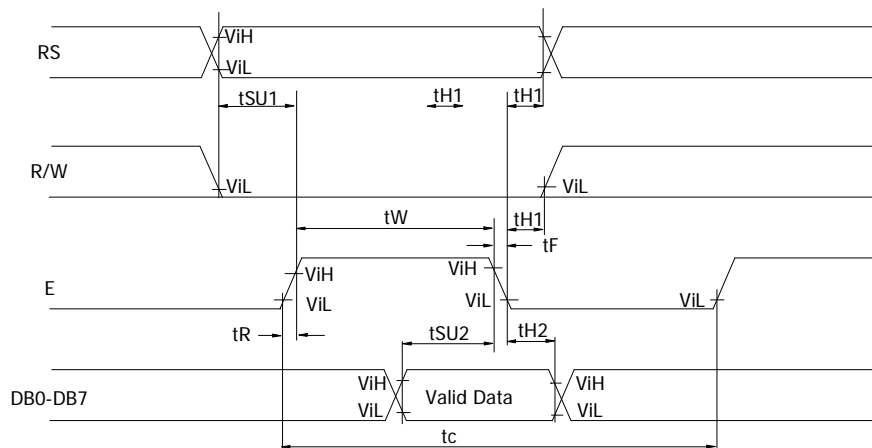 RS
ViH
ViL
tSU1
tH1
tH1
R/W
ViL
ViL
tW
tH1
tF
E
ViH
ViL
ViH
ViL
ViL
tR
tSU2
tH2
DB0-DB7
ViH
ViL
Valid Data
ViH
ViL
tc